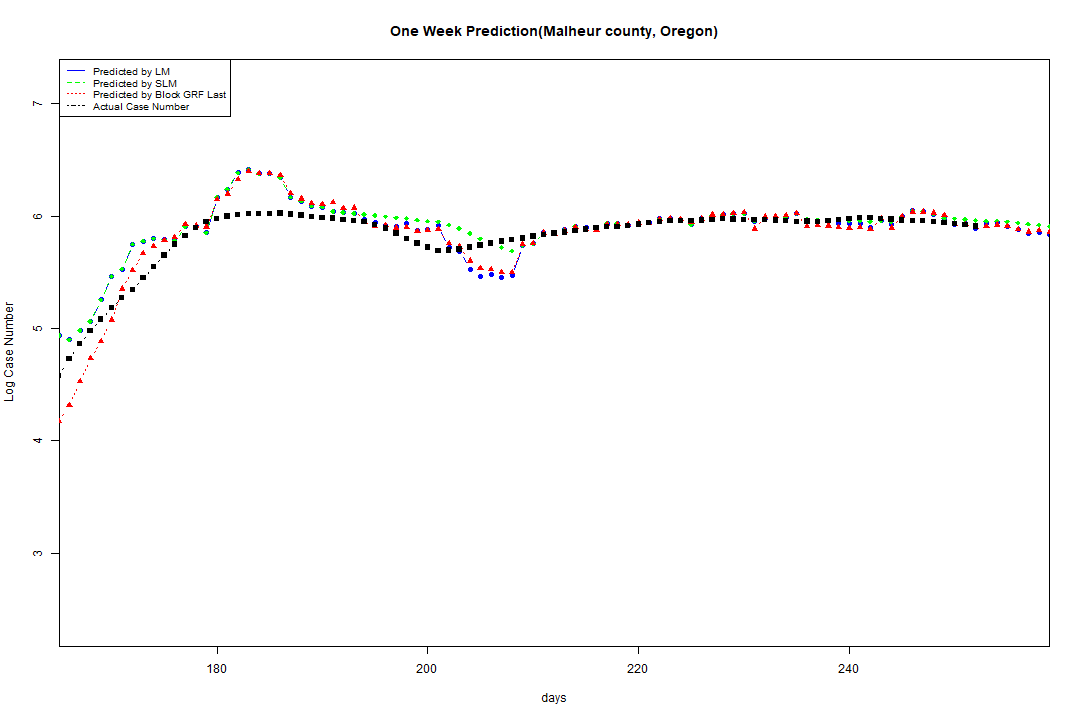 One Week Prediction(Malheur county, Oregon)
Predicted by LM
Predicted by SLM
Predicted by Block GRF Last
Actual Case Number
7
6
5
4
3
Log Case Number
180 200 220 240
days